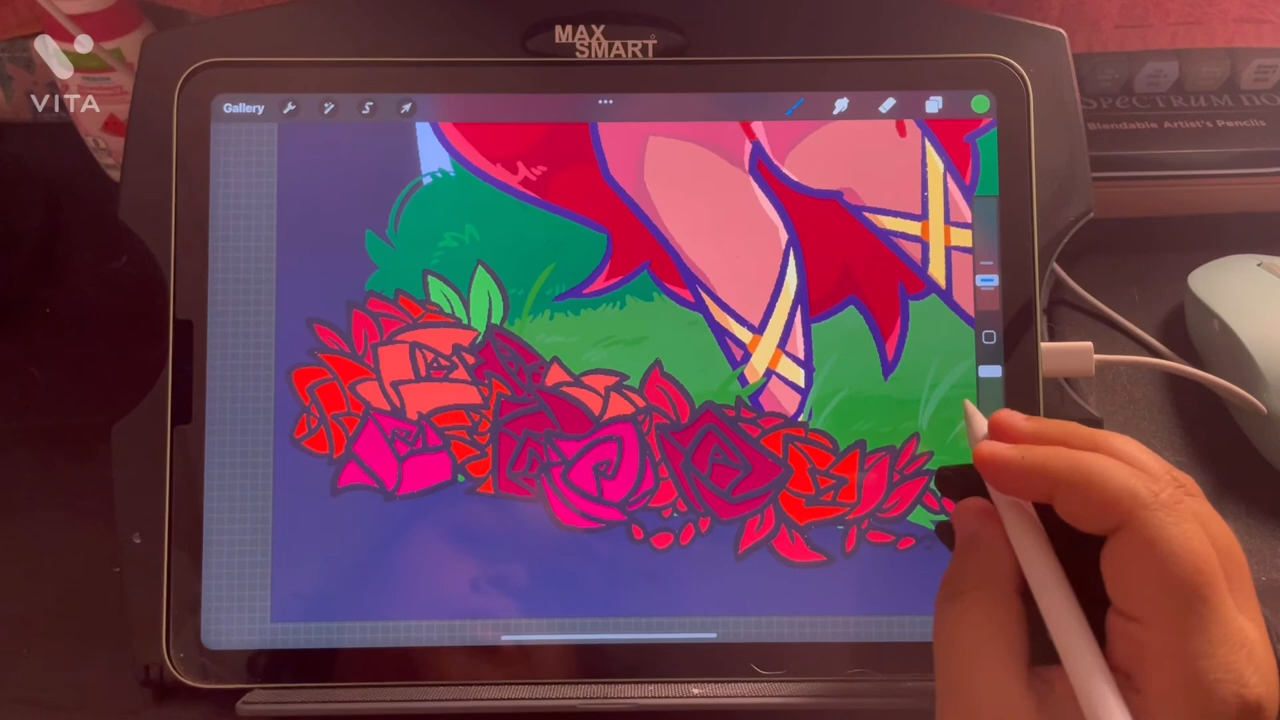 VITA
MAX
SMART
Gallery
SPECTRUM NO
Blendable Artist's Pencils